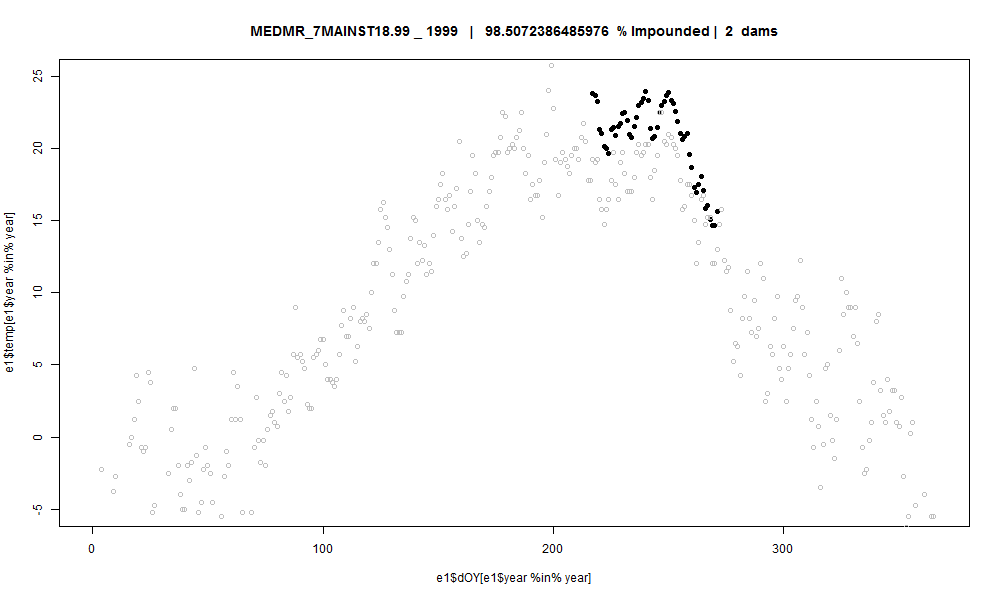 MEDMR_7MAINST18.99 _ 1999 | 98.5072386485976 % Impounded | 2 dams
e1$temp[e1$year %in% year]
25
20
15
10
5
0
-5
0 100 200 300
e1$dOY[e1$year %in% year]